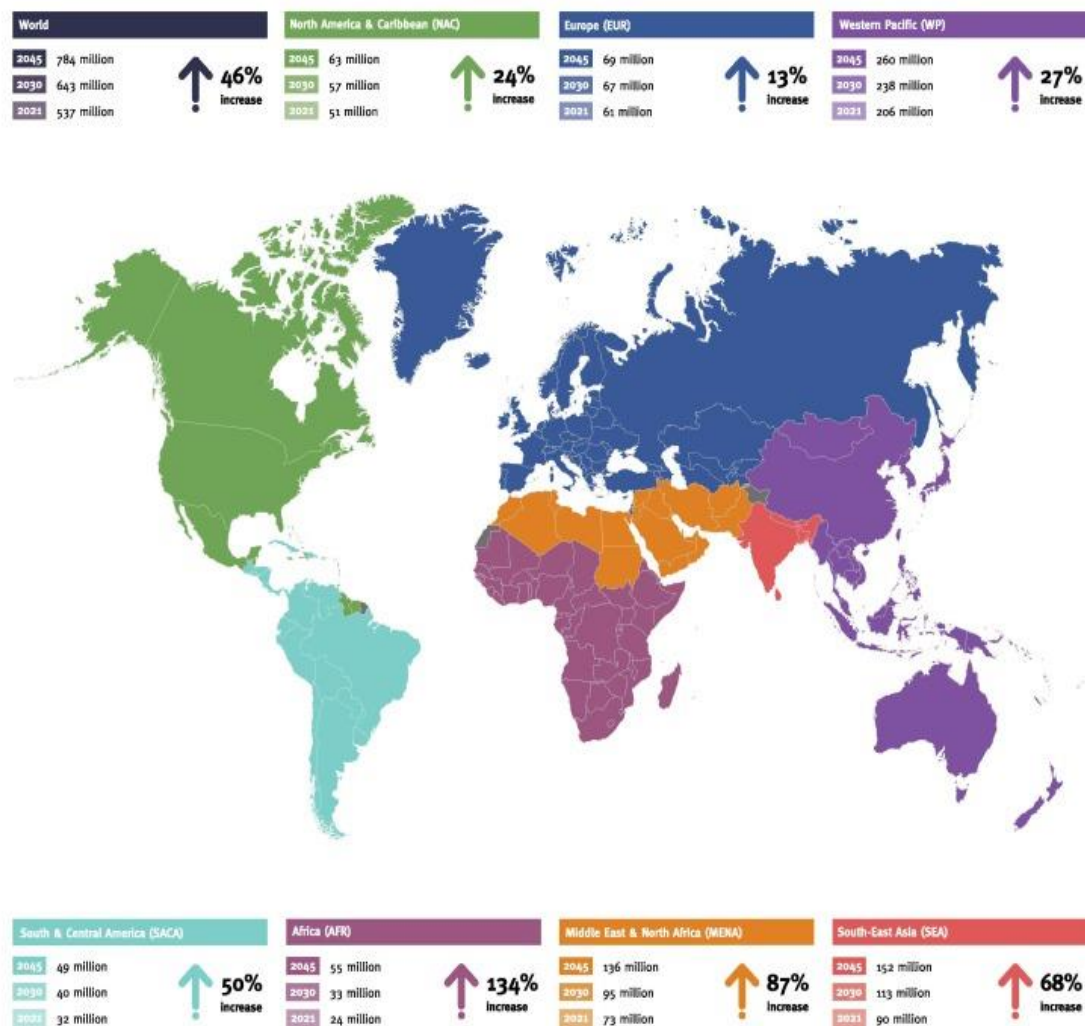 World
2045 784 million
2030 643 million
2021 537 million
46%
increase
North America & Caribbean (NAC)
2045 63 million
2030 57 million
2021 51 million
24%
increase
Europe (EUR)
2045 69 million
2030 67 million
2021 61 million
13%
increase
Western Pacific (WP)
2045 260 million
2030 238 million
2021 206 million
27%
increase
South & Central America (SACA)
2045 49 million
2030 40 million
2021 32 million
50%
increase
Africa (AFR)
2045 55 million
2030 33 million
2021 24 million
134%
increase
Middle East & North Africa (MENA)
2045 136 million
2030 95 million
2021 73 million
87%
increase
South-East Asia (SEA)
2045 152 million
2030 113 million
2021 90 million
68%
increase